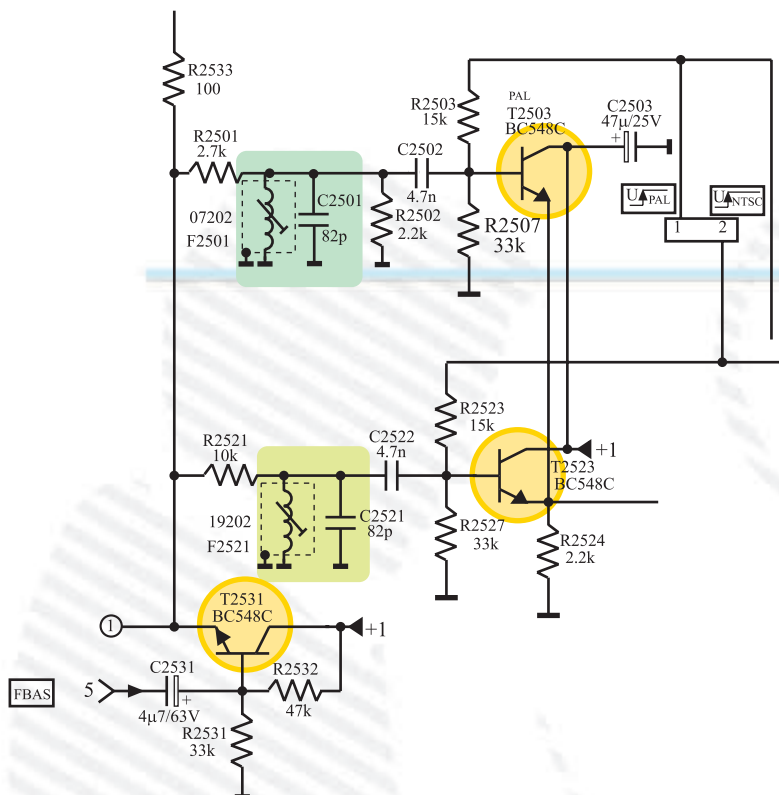 R2533
100
R2501
2.7k
07202
F2501
C2501
82p
C2502
4.7n
R2502
2.2k
R2503
15k
PAL
T2503
BC548C
C2503
47µ/25V
+
R2507
33k
U PAL
U NTSC
1 2
R2521
10k
19202
F2521
C2521
82p
C2522
4.7n
R2523
15k
+1
T2523
BC548C
R2527
33k
R2524
2.2k
T2531
BC548C
1
+1
C2531
4µ7/63V
+
FBAS
5
R2532
47k
R2531
33k